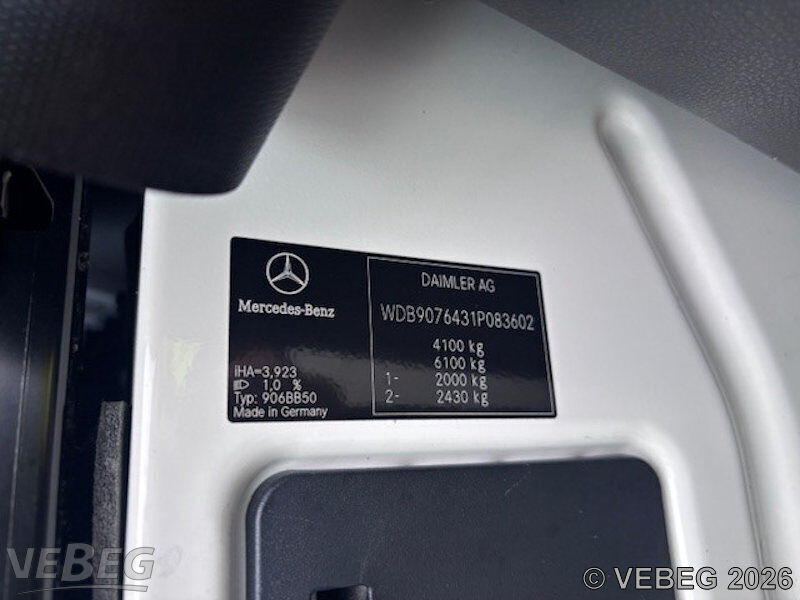 Mercedes-Benz
iHA=3,923
1,0 %
Typ: 906BB50
Made in Germany
DAIMLER AG
WDB9076431P083602
4100 kg
6100 kg
1- 2000 kg
2- 2430 kg
VEBEG
© VEBEG 2026